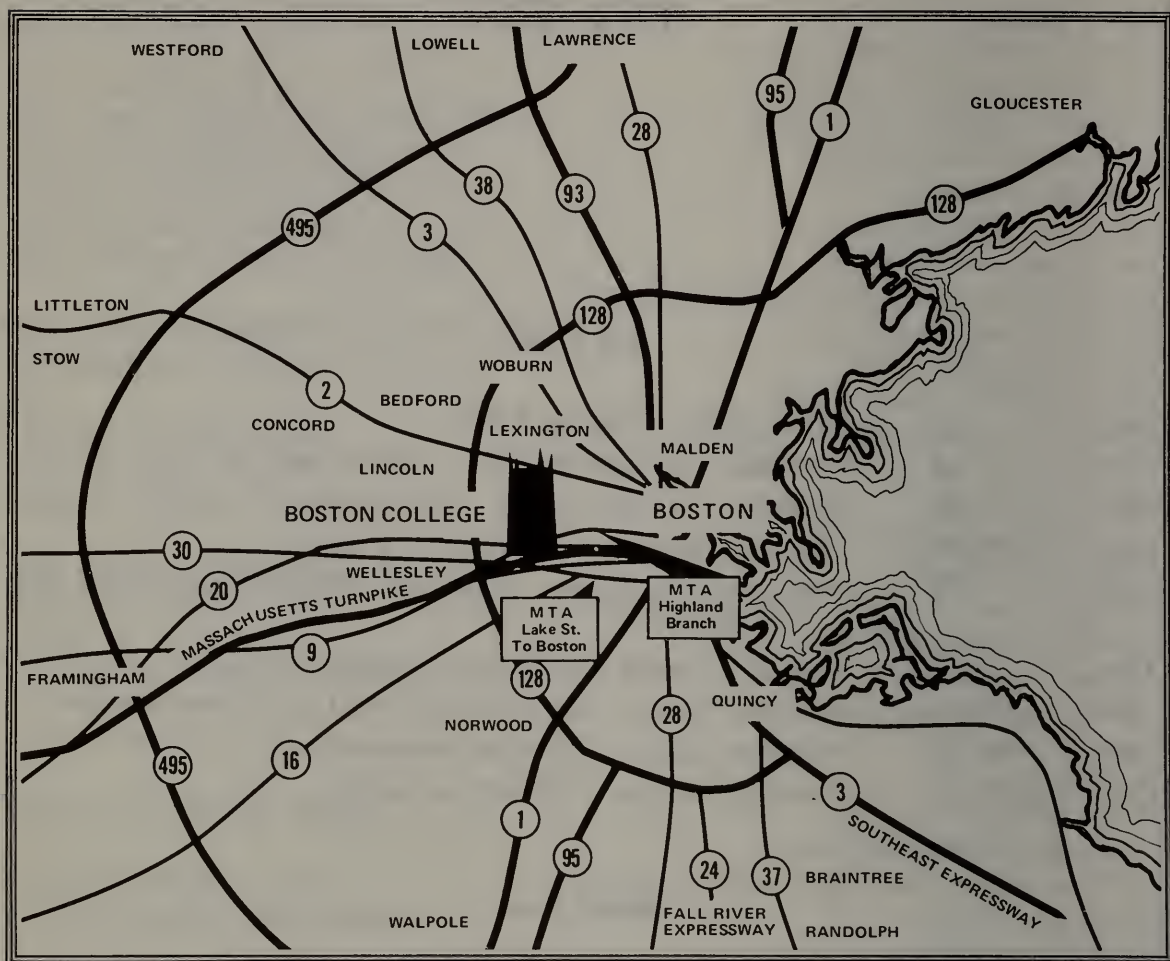 WESTFORD
LOWELL
LAWRENCE
95
1
GLOUCESTER
28
38
93
128
495
3
LITTLETON
128
STOW
WOBURN
2
BEDFORD
CONCORD
LEXINGTON
MALDEN
LINCOLN
BOSTON COLLEGE
BOSTON
30
WELLESLEY
20
MASSACHUSETTS TURNPIKE
MTA
Highland
Branch
MTA
Lake St.
To Boston
9
FRAMINGHAM
128
QUINCY
NORWOOD
28
16
495
3
1
SOUTHEAST EXPRESSWAY
95
24
37
BRAINTREE
WALPOLE
FALL RIVER
EXPRESSWAY
RANDOLPH